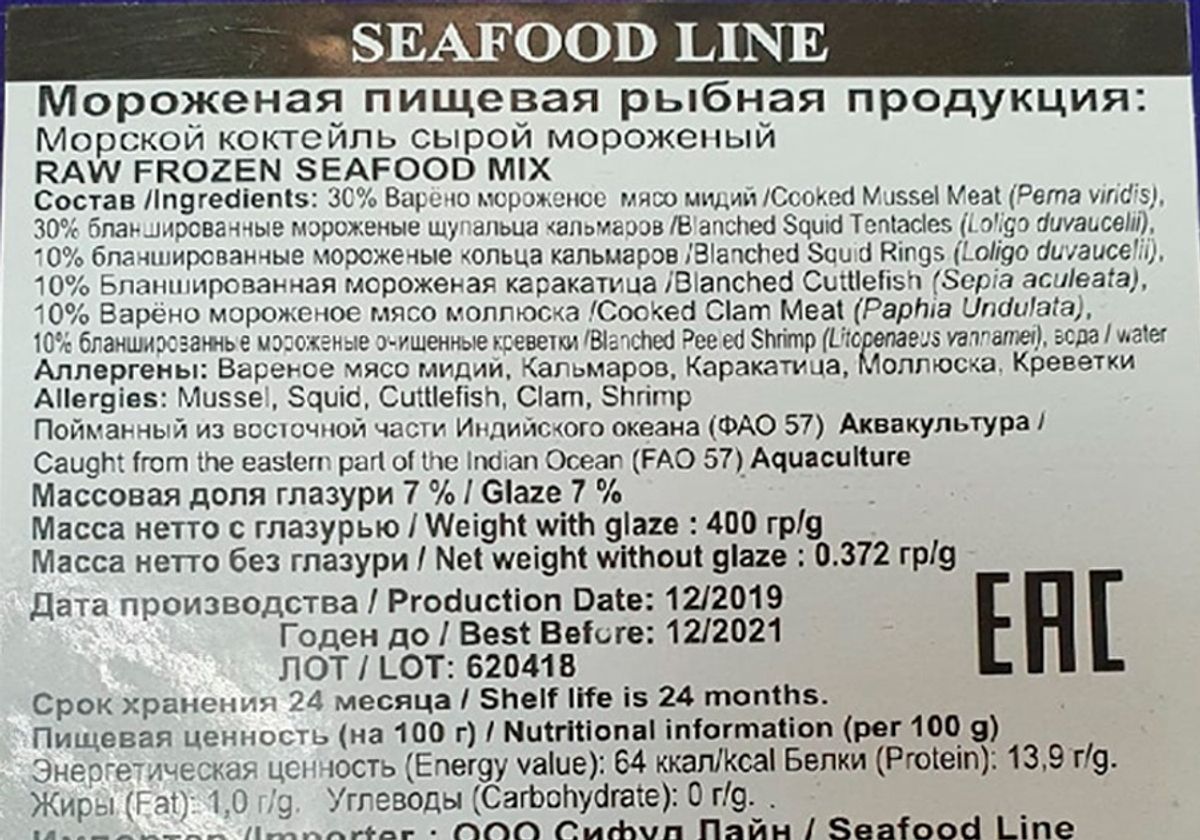 SEAFOOD LINE
Мороженая пищевая рыбная продукция:
Морской коктейль сырой мороженый
RAW FROZEN SEAFOOD MIX
Состав /Ingredients: 30% Варёно мороженое мясо мидий /Cooked Mussel Meat (Perna viridis),
30% бланшированные мороженые щупальца кальмаров /Blanched Squid Tentacles (Loligo duvaucelii),
10% бланшированные мороженые кольца кальмаров /Blanched Squid Rings (Loligo duvaucelii),
10% Бланшированная мороженая каракатица /Blanched Cuttlefish (Sepia aculeata),
10% Варёно мороженое мясо моллюска /Cooked Clam Meat (Paphia Undulata),
10% бланшированные мороженые очищенные креветки /Blanched Peeled Shrimp (Litopenaeus vannamei), вода / water
Аллергены: Вареное мясо мидий, Кальмаров, Каракатица, Моллюска, Креветки
Allergies: Mussel, Squid, Cuttlefish, Clam, Shrimp
Пойманный из восточной части Индийского океана (ФАО 57) Аквакультура /
Caught from the eastern part of the Indian Ocean (FAO 57) Aquaculture
Массовая доля глазури 7 % / Glaze 7 %
Масса нетто с глазурью / Weight with glaze : 400 гр/g
Масса нетто без глазури / Net weight without glaze : 0.372 гр/g
Дата производства / Production Date: 12/2019
Годен до / Best Before: 12/2021
ЛОТ / LOT: 620418
EAC
Срок хранения 24 месяца / Shelf life is 24 months.
Пищевая ценность (на 100 г) / Nutritional information (per 100 g)
Энергетическая ценность (Energy value): 64 ккал/kcal Белки (Protein): 13,9 г/g.
Жиры (Fat): 1,0 г/g. Углеводы (Carbohydrate): 0 г/g. .
Импортер /Importer : ООО Сифуд Лайн / Seafood Line